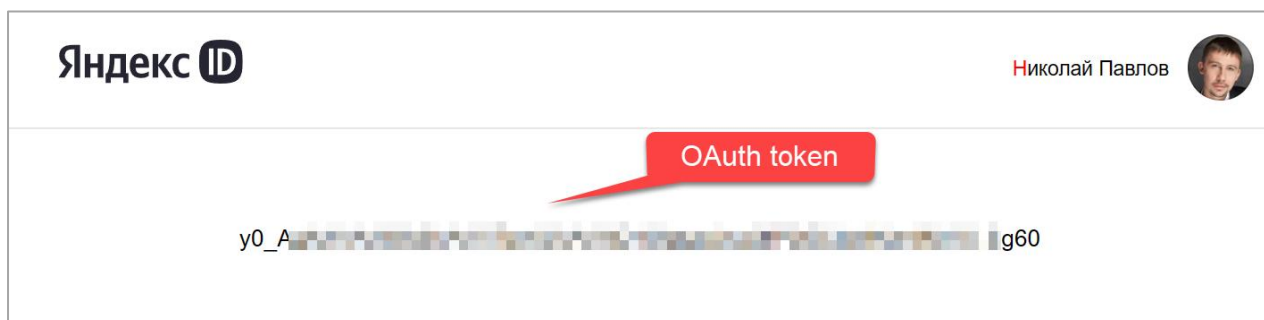 Яндекс ID
Николай Павлов
OAuth token
y0_A
g60